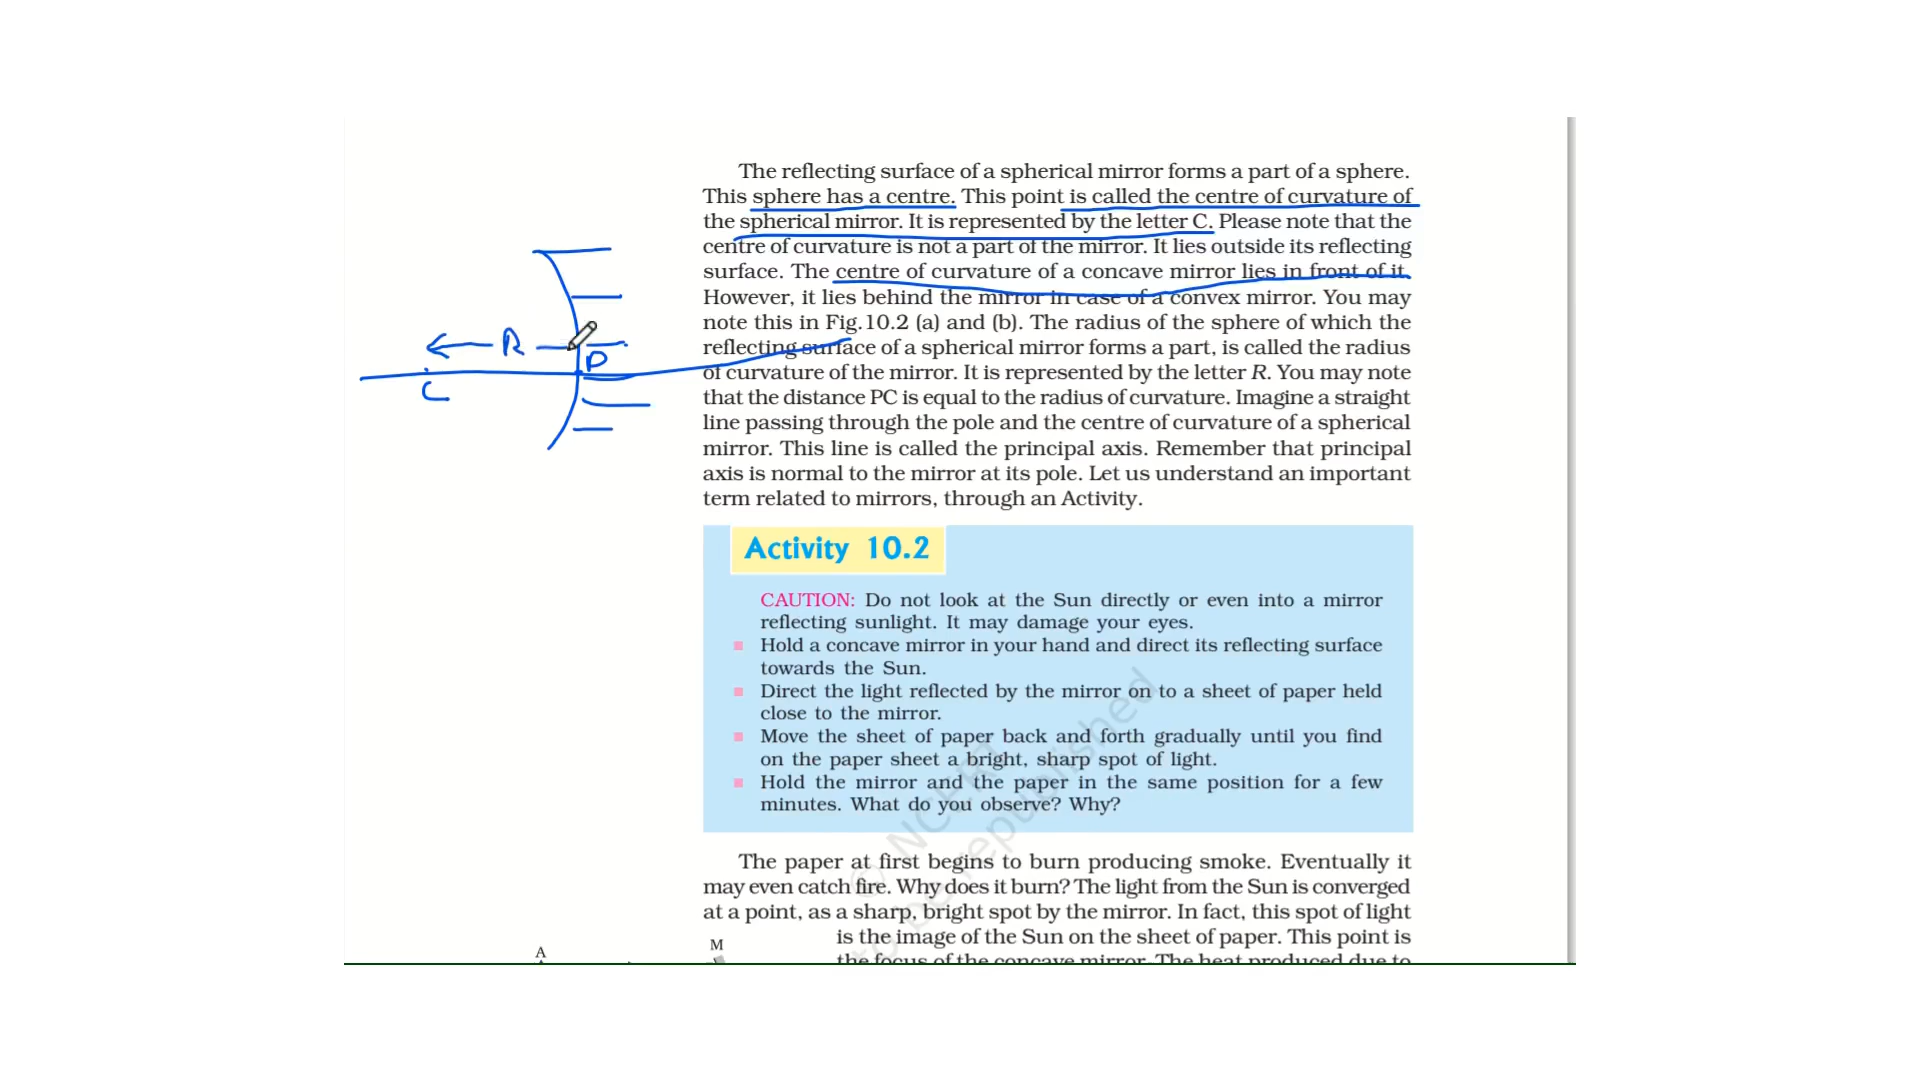 The reflecting surface of a spherical mirror forms a part of a sphere.
This sphere has a centre. This point is called the centre of curvature of
the spherical mirror. It is represented by the letter C. Please note that the
centre of curvature is not a part of the mirror. It lies outside its reflecting
surface. The centre of curvature of a concave mirror lies in front of it.
However, it lies behind the mirror in case of a convex mirror. You may
note this in Fig.10.2 (a) and (b). The radius of the sphere of which the
reflecting surface of a spherical mirror forms a part, is called the radius
of curvature of the mirror. It is represented by the letter R. You may note
that the distance PC is equal to the radius of curvature. Imagine a straight
line passing through the pole and the centre of curvature of a spherical
mirror. This line is called the principal axis. Remember that principal
axis is normal to the mirror at its pole. Let us understand an important
term related to mirrors, through an Activity.
R
P
C
Activity 10.2
CAUTION: Do not look at the Sun directly or even into a mirror
reflecting sunlight. It may damage your eyes.
Hold a concave mirror in your hand and direct its reflecting surface
towards the Sun.
Direct the light reflected by the mirror on to a sheet of paper held
close to the mirror.
Move the sheet of paper back and forth gradually until you find
on the paper sheet a bright, sharp spot of light.
Hold the mirror and the paper in the same position for a few
minutes. What do you observe? Why?
The paper at first begins to burn producing smoke. Eventually it
may even catch fire. Why does it burn? The light from the Sun is converged
at a point, as a sharp, bright spot by the mirror. In fact, this spot of light
is the image of the Sun on the sheet of paper. This point is
the focus of the concave mirror. The heat produced due to
A
M
© NCERT
to be republished